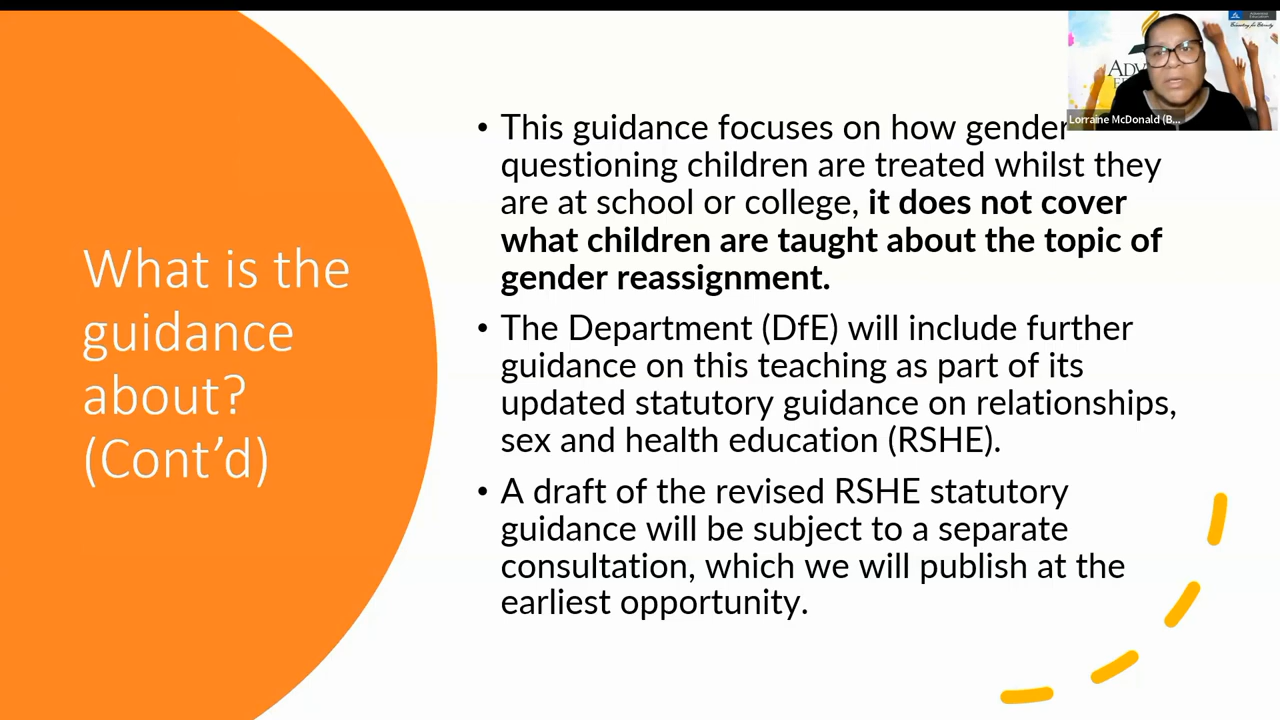 What is the
guidance
about?
(Cont’d)
• This guidance focuses on how gender
questioning children are treated whilst they
are at school or college, it does not cover
what children are taught about the topic of
gender reassignment.
• The Department (DfE) will include further
guidance on this teaching as part of its
updated statutory guidance on relationships,
sex and health education (RSHE).
• A draft of the revised RSHE statutory
guidance will be subject to a separate
consultation, which we will publish at the
earliest opportunity.
Lorraine McDonald (B...